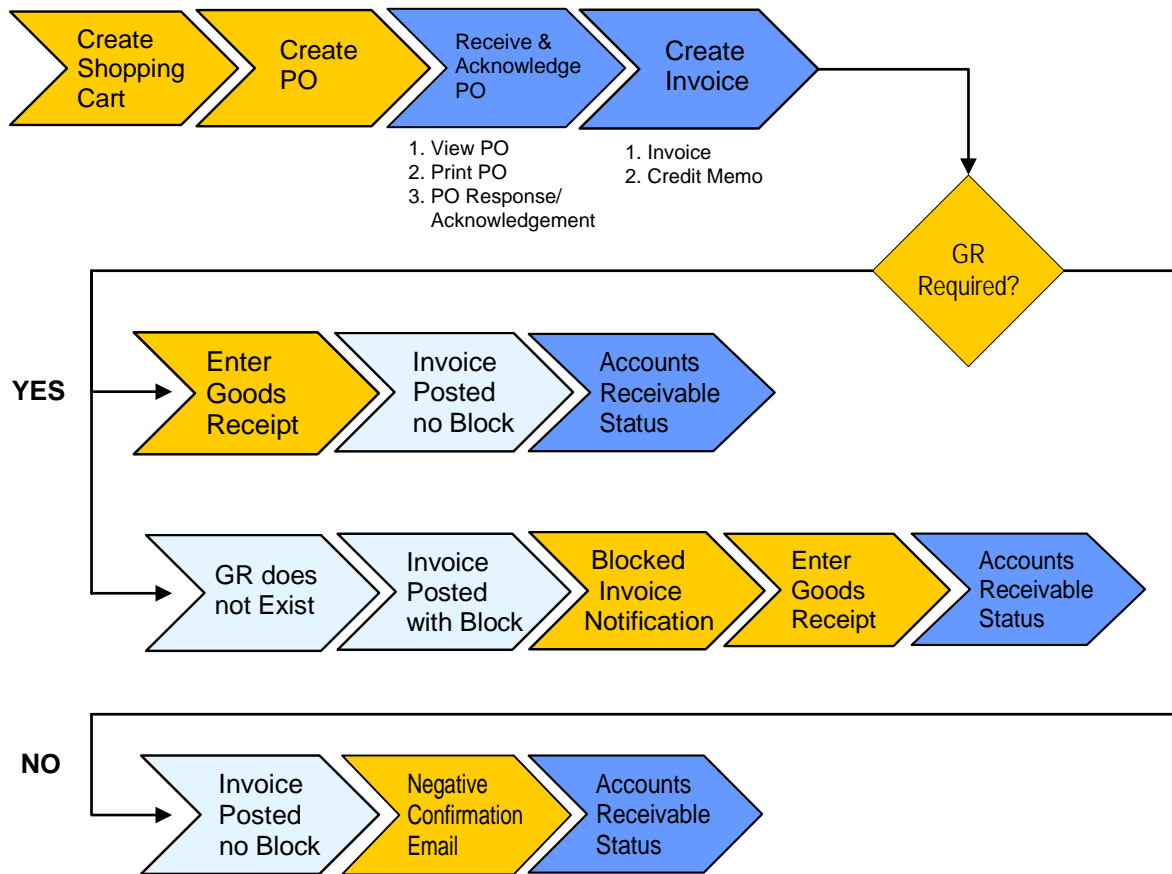 Create
Shopping
Cart
Create
PO
Receive &
Acknowledge
PO
Create
Invoice
1. View PO
2. Print PO
3. PO Response/
Acknowledgement
1. Invoice
2. Credit Memo
GR
Required?
YES
Enter
Goods
Receipt
Invoice
Posted
no Block
Accounts
Receivable
Status
GR does
not Exist
Invoice
Posted
with Block
Blocked
Invoice
Notification
Enter
Goods
Receipt
Accounts
Receivable
Status
NO
Invoice
Posted
no Block
Negative
Confirmation
Email
Accounts
Receivable
Status